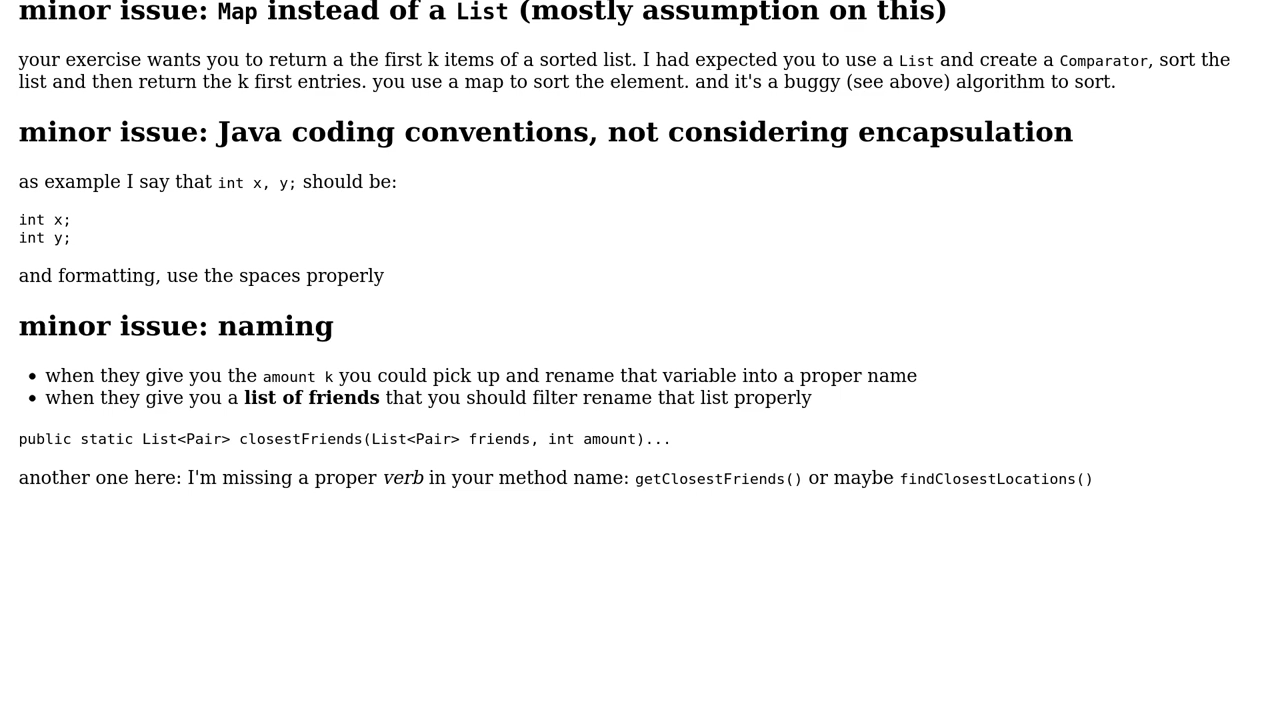 minor issue: Map instead of a List (mostly assumption on this)
your exercise wants you to return a the first k items of a sorted list. I had expected you to use a List and create a Comparator, sort the
list and then return the k first entries. you use a map to sort the element. and it's a buggy (see above) algorithm to sort.
minor issue: Java coding conventions, not considering encapsulation
as example I say that int x, y; should be:
int x;
int y;
and formatting, use the spaces properly
minor issue: naming
• when they give you the amount k you could pick up and rename that variable into a proper name
• when they give you a list of friends that you should filter rename that list properly
public static List<Pair> closestFriends(List<Pair> friends, int amount)...
another one here: I'm missing a proper verb in your method name: getClosestFriends() or maybe findClosestLocations()